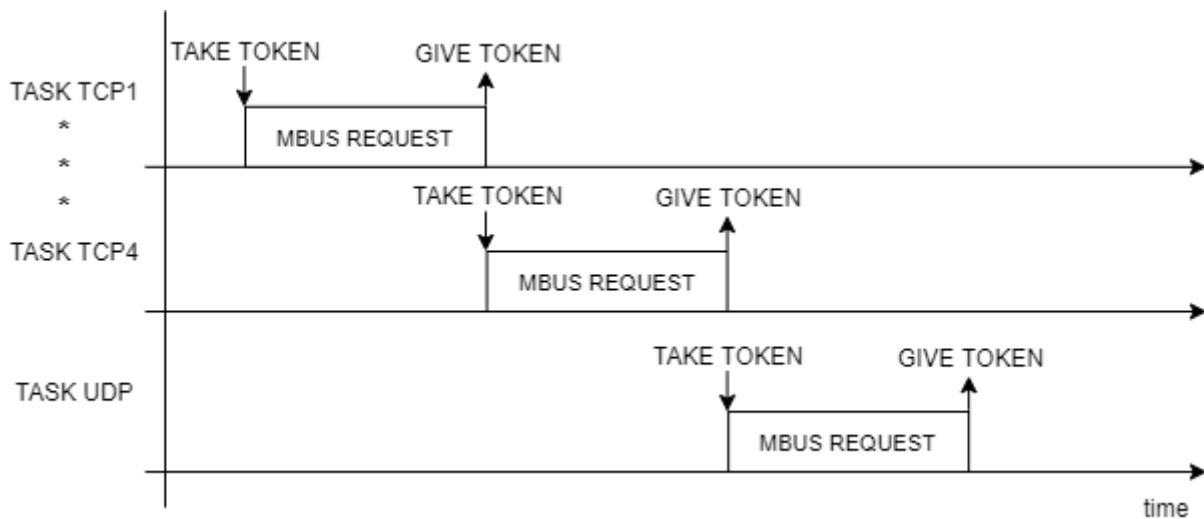 TAKE TOKEN GIVE TOKEN
TASK TCP1
*
MBUS REQUEST
*
*
TAKE TOKEN GIVE TOKEN
TASK TCP4
MBUS REQUEST
TAKE TOKEN GIVE TOKEN
TASK UDP
MBUS REQUEST
time